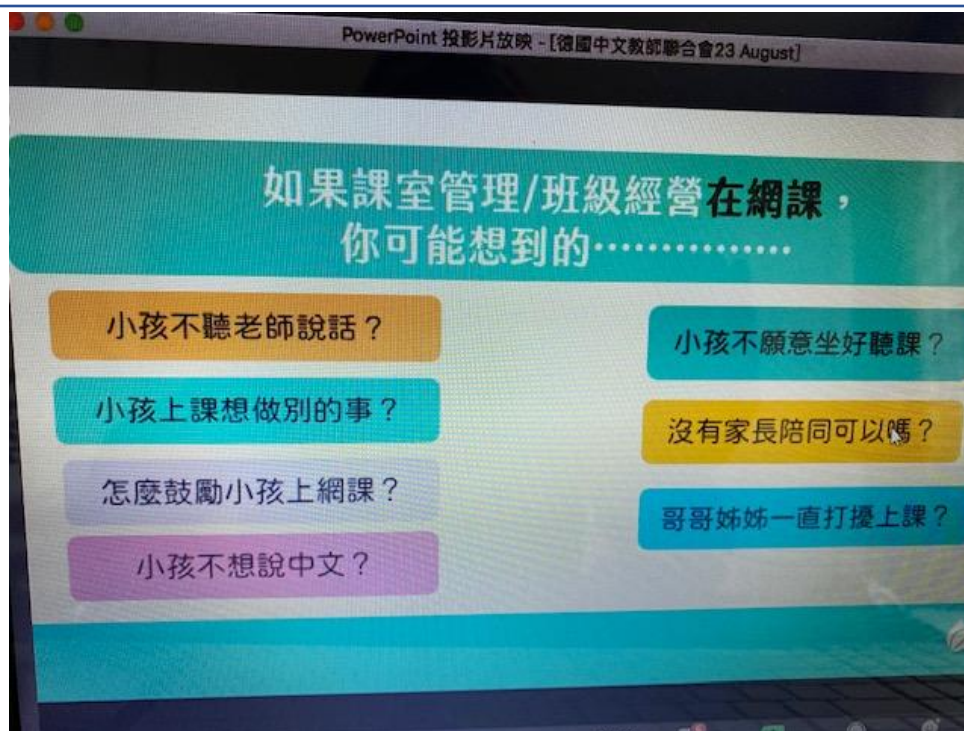 PowerPoint 投影片放映 - [德國中文教師聯合會23 August]
如果課室管理/班級經營在網課，
你可能想到的……………
小孩不聽老師說話？
小孩上課想做別的事？
怎麼鼓勵小孩上網課？
小孩不想說中文？
小孩不願意坐好聽課？
沒有家長陪同可以嗎？
哥哥姊姊一直打擾上課？